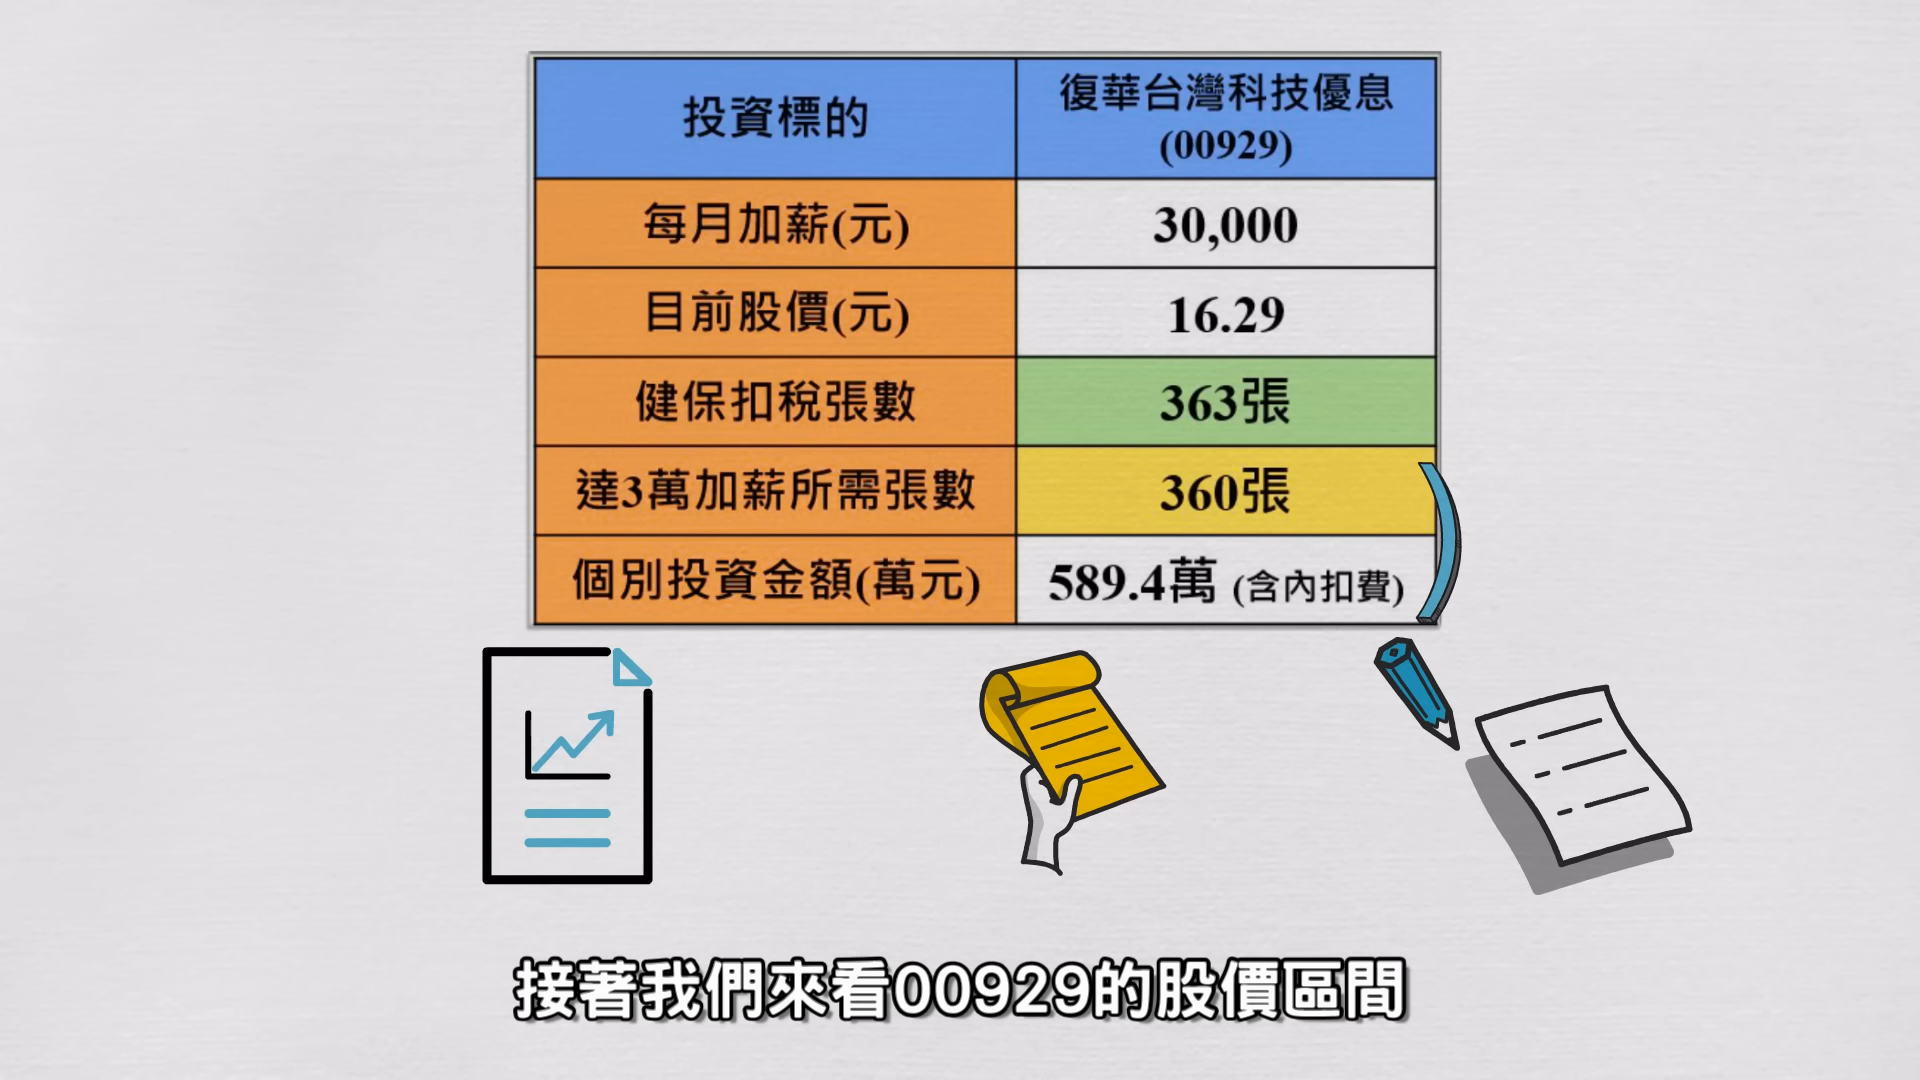 投資標的
復華台灣科技優息
(00929)
每月加薪(元)
30,000
目前股價(元)
16.29
健保扣稅張數
363張
達3萬加薪所需張數
360張
個別投資金額(萬元)
589.4萬 (含內扣費)
接著我們來看00929的股價區間